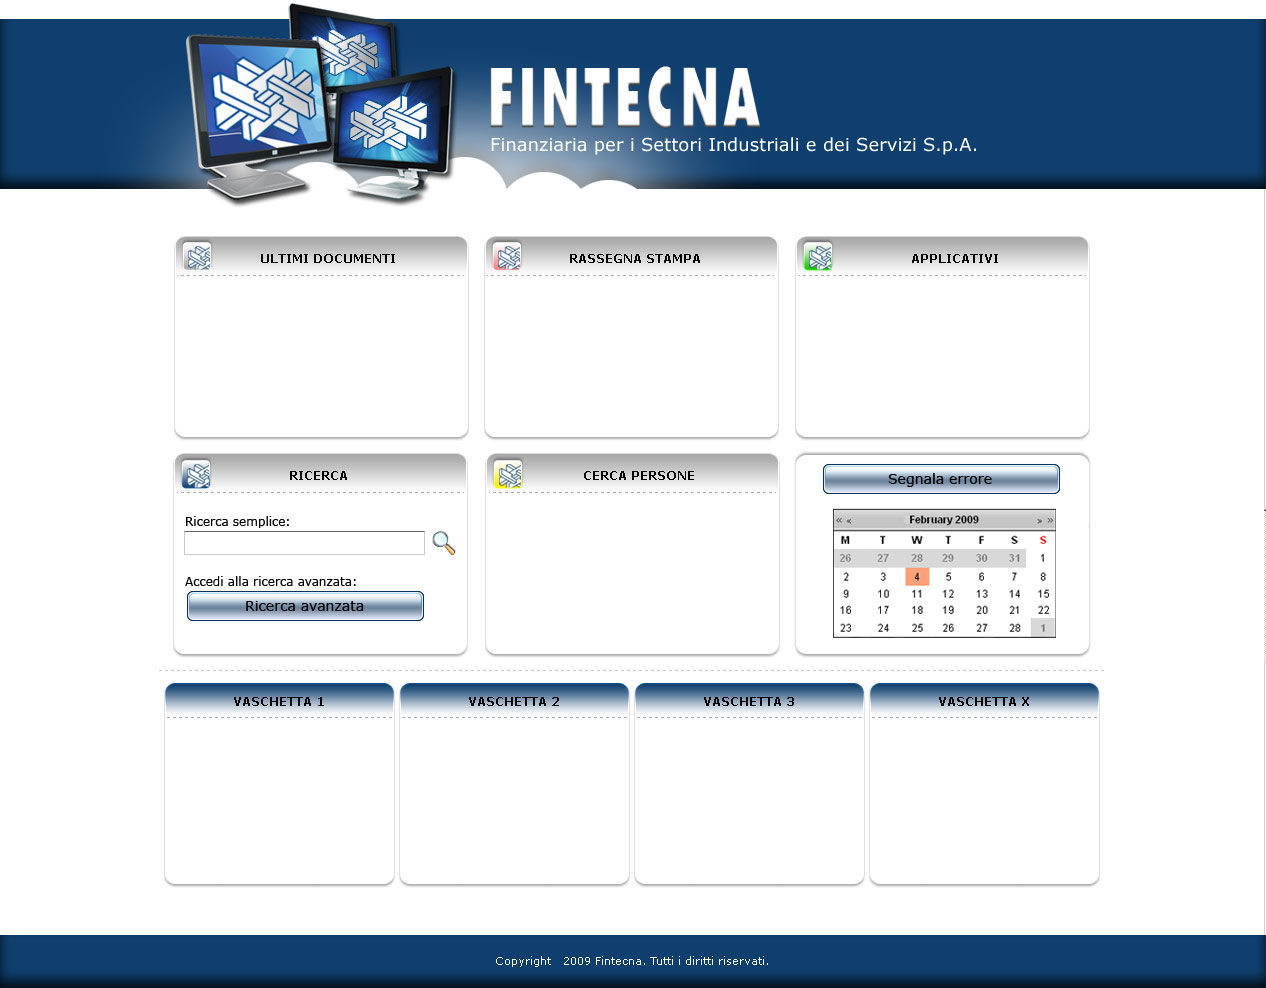 FINTECNA
Finanziaria per i Settori Industriali e dei Servizi S.p.A.
ULTIMI DOCUMENTI
RASSEGNA STAMPA
APPLICATIVI
RICERCA
Ricerca semplice:
Accedi alla ricerca avanzata:
Ricerca avanzata
CERCA PERSONE
Segnala errore
« < February 2009 > »
M T W T F S S
26 27 28 29 30 31 1
2 3 4 5 6 7 8
9 10 11 12 13 14 15
16 17 18 19 20 21 22
23 24 25 26 27 28 1
VASCHETTA 1
VASCHETTA 2
VASCHETTA 3
VASCHETTA X
Copyright 2009 Fintecna. Tutti i diritti riservati.